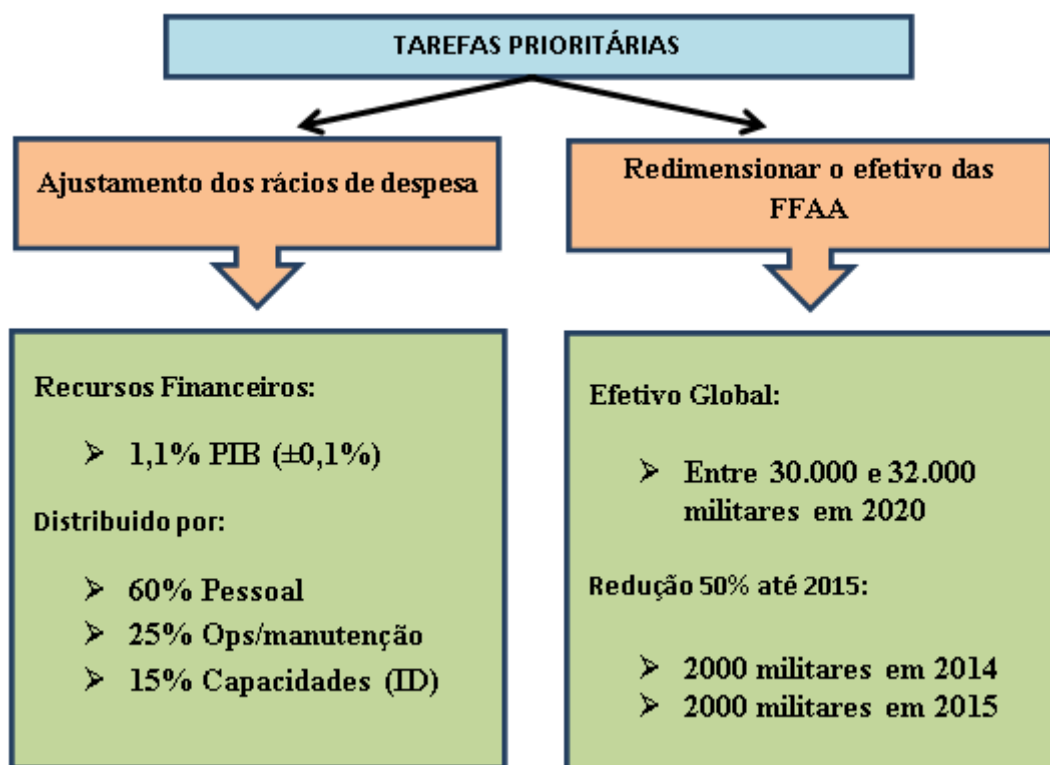 TAREFAS PRIORITÁRIAS
Ajustamento dos rácios de despesa
Recursos Financeiros:
➢ 1,1% PIB (±0,1%)
Distribuido por:
➢ 60% Pessoal
➢ 25% Ops/manutenção
➢ 15% Capacidades (ID)
Redimensionar o efetivo das
FFAA
Efetivo Global:
➢ Entre 30.000 e 32.000
militares em 2020
Redução 50% até 2015:
➢ 2000 militares em 2014
➢ 2000 militares em 2015